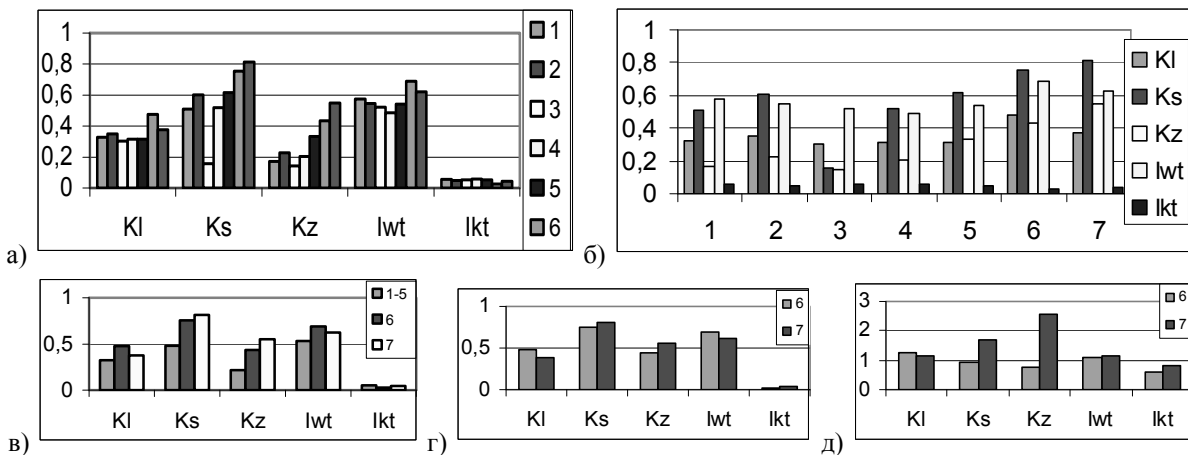 1
0,8
0,6
0,4
0,2
0
Kl Ks Kz Iwt Ikt
1
2
3
4
5
6
а)
1
0,8
0,6
0,4
0,2
0
1 2 3 4 5 6 7
Kl
Ks
Kz
Iwt
Ikt
б)
1
0,5
0
Kl Ks Kz Iwt Ikt
1-5
6
7
в)
1
0,5
0
Kl Ks Kz Iwt Ikt
6
7
г)
3
2
1
0
Kl Ks Kz Iwt Ikt
6
7
д)